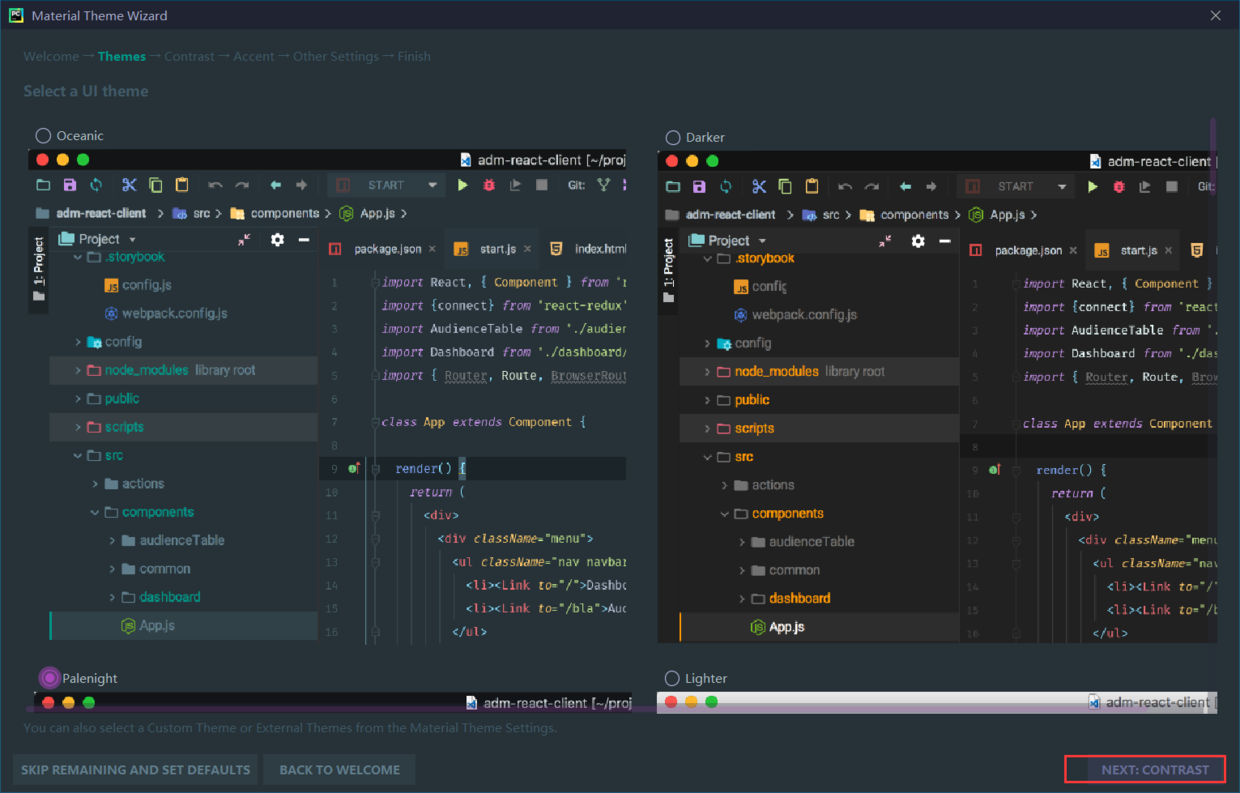 Material Theme Wizard
Welcome → Themes → Contrast → Accent → Other Settings → Finish
Select a UI theme
Oceanic
adm-react-client [~/proj
START
Git:
adm-react-client > src > components > App.js >
1: Project
Project
package.json ×
start.js ×
index.html
.storybook
config.js
webpack.config.js
config
node_modules library root
public
scripts
src
actions
components
audienceTable
common
dashboard
App.js
1 import React, { Component } from 'r
2 import {connect} from 'react-redux'
3 import AudienceTable from './audien
4 import Dashboard from './dashboard/
5 import { Router, Route, BrowserRout
6
7 class App extends Component {
8
9 render() {
10 return (
11 <div>
12 <div className="menu">
13 <ul className="nav navbar
14 <li><Link to="/">Dashbo
15 <li><Link to="/bla">Aud
16 </ul>
Darker
adm-react-client [
START
Git:
adm-react-client > src > components > App.js >
1: Project
Project
package.json ×
start.js ×
.storybook
config
webpack.config.js
config
node_modules library root
public
scripts
src
actions
components
audienceTable
common
dashboard
App.js
1 import React, { Component }
2 import {connect} from 'react
3 import AudienceTable from '.
4 import Dashboard from './das
5 import { Router, Route, Brow
6
7 class App extends Component
8
9 render() {
10 return (
11 <div>
12 <div className="menu
13 <ul className="nav
14 <li><Link to="/"
15 <li><Link to="/b
16 </ul>
Palenight
adm-react-client [~/proj
Lighter
adm-react-client [
You can also select a Custom Theme or External Themes from the Material Theme Settings.
SKIP REMAINING AND SET DEFAULTS
BACK TO WELCOME
NEXT: CONTRAST